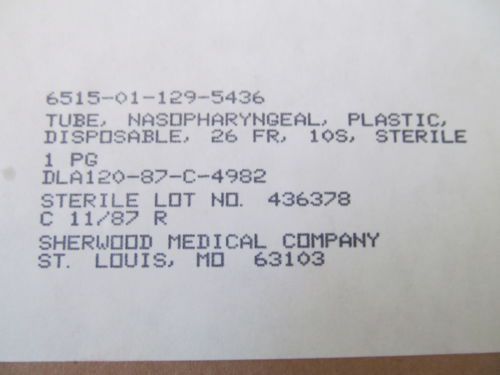 6515-01-129-5436
TUBE, NASOPHARYNGEAL, PLASTIC,
DISPOSABLE, 26 FR, 10S, STERILE
1 PG
DLA120-87-C-4982
STERILE LOT NO. 436378
C 11/87 R
SHERWOOD MEDICAL COMPANY
ST. LOUIS, MO 63103